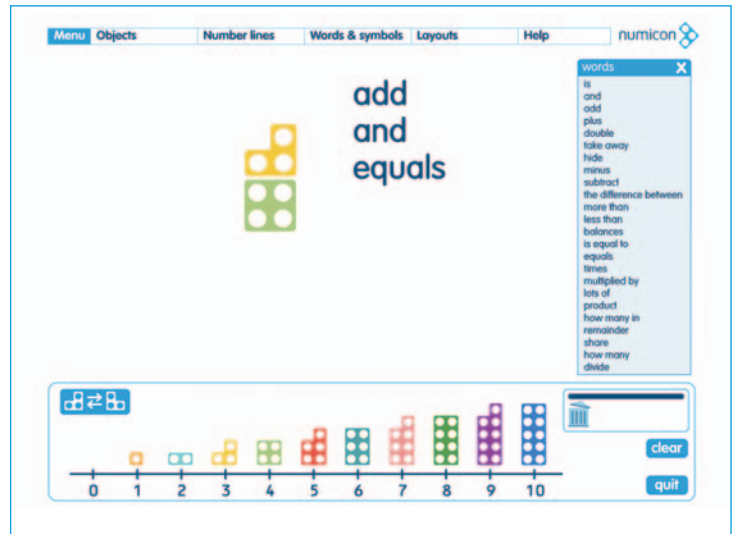 Menu Objects Number lines Words & symbols Layouts Help numicon
add
and
equals
words X
is
and
add
plus
double
take away
hide
minus
subtract
the difference between
more than
less than
balances
is equal to
equals
times
multiplied by
lots of
product
how many in
remainder
share
how many
divide
clear
0 1 2 3 4 5 6 7 8 9 10
quit